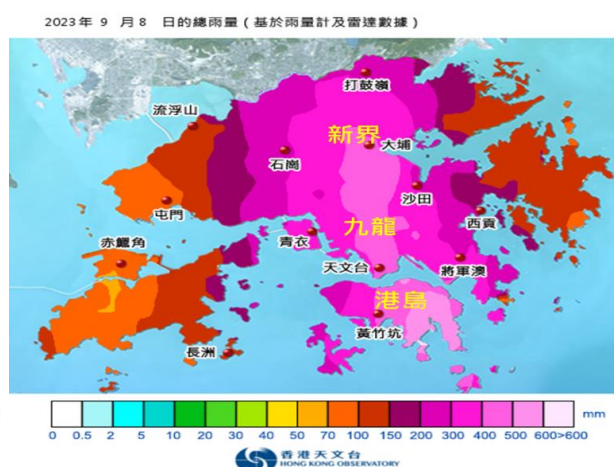 2023年 9 月 8 日的總雨量 ( 基於雨量計及雷達數據 )
打鼓嶺
流浮山
新界
大埔
石崗
沙田
屯門
西貢
九龍
青衣
赤鱲角
天文台
將軍澳
港島
黃竹坑
長洲
mm
0 0.5 2 5 10 20 30 40 50 70 100 150 200 300 400 500 600 >600
香港天文台
HONG KONG OBSERVATORY